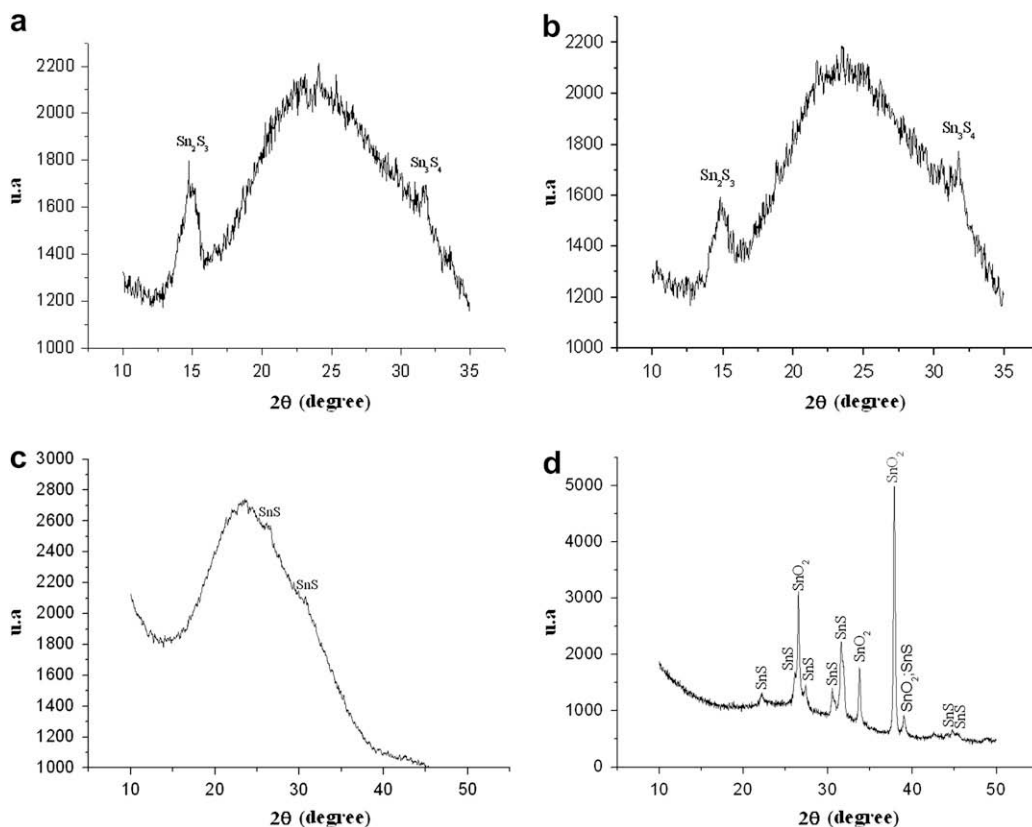 a
2200
2000
1800
1600
1400
1200
1000
u.a
Sn₂S₃
Sn₃S₄
10 15 20 25 30 35
2θ (degree)
b
2200
2000
1800
1600
1400
1200
1000
u.a
Sn₂S₃
Sn₃S₄
10 15 20 25 30 35
2θ (degree)
c
3000
2800
2600
2400
2200
2000
1800
1600
1400
1200
1000
u.a
SnS
SnS
10 20 30 40 50
2θ (degree)
d
5000
4000
3000
2000
1000
0
u.a
SnS
SnS
SnO₂
SnS
SnS
SnS
SnO₂
SnO₂
SnO₂;SnS
SnS
SnS
10 20 30 40 50
2θ (degree)